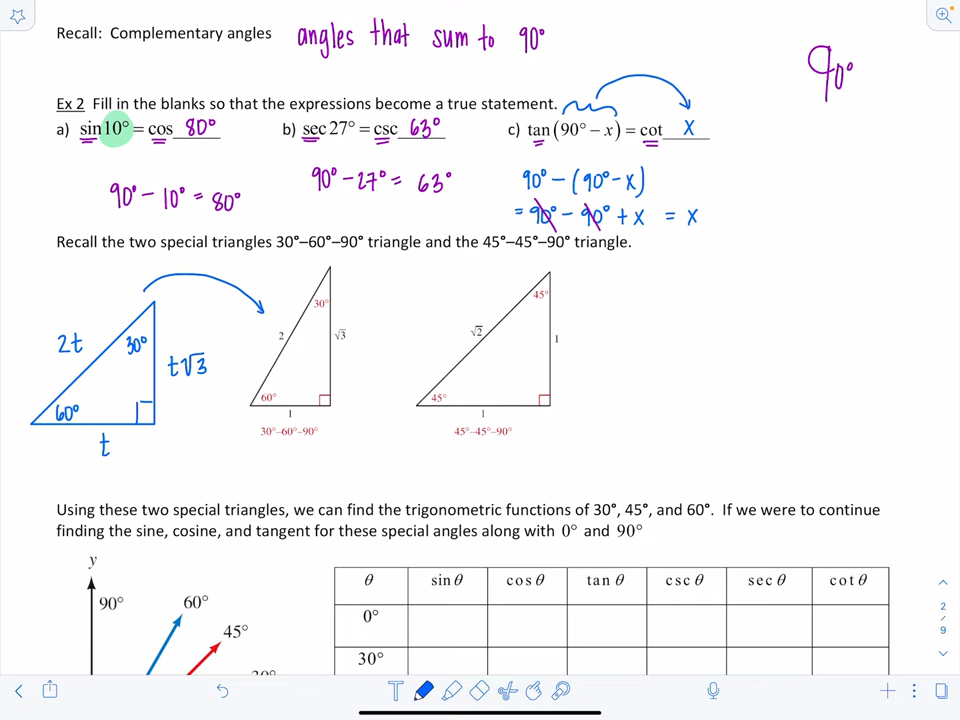 Recall: Complementary angles angles that sum to 90°
90°
Ex 2 Fill in the blanks so that the expressions become a true statement.
a) sin10° = cos 80° b) sec 27° = csc 63° c) tan(90° − x) = cot x
90° − 10° = 80° 90° − 27° = 63° 90° − (90° − x)
= 90° − 90° + x = x
Recall the two special triangles 30°–60°–90° triangle and the 45°–45°–90° triangle.
2t 30° t√3 60° t
30° 2 √3 60° 1
30°–60°–90°
45° √2 1 45° 1
45°–45°–90°
Using these two special triangles, we can find the trigonometric functions of 30°, 45°, and 60°. If we were to continue
finding the sine, cosine, and tangent for these special angles along with 0° and 90°
y
90° 60°
45°
θ sin θ cos θ tan θ csc θ sec θ cot θ
0°
30°
2
9
T